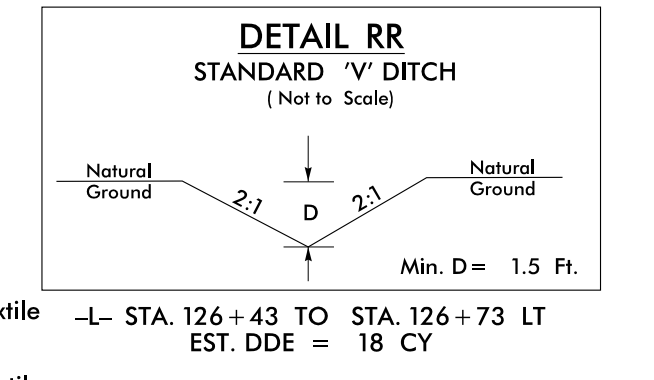 DETAIL RR
STANDARD 'V' DITCH
( Not to Scale)
Natural
Ground
2:1
D
2:1
Natural
Ground
Min. D = 1.5 Ft.
-L- STA. 126+43 TO STA. 126+73 LT
EST. DDE = 18 CY